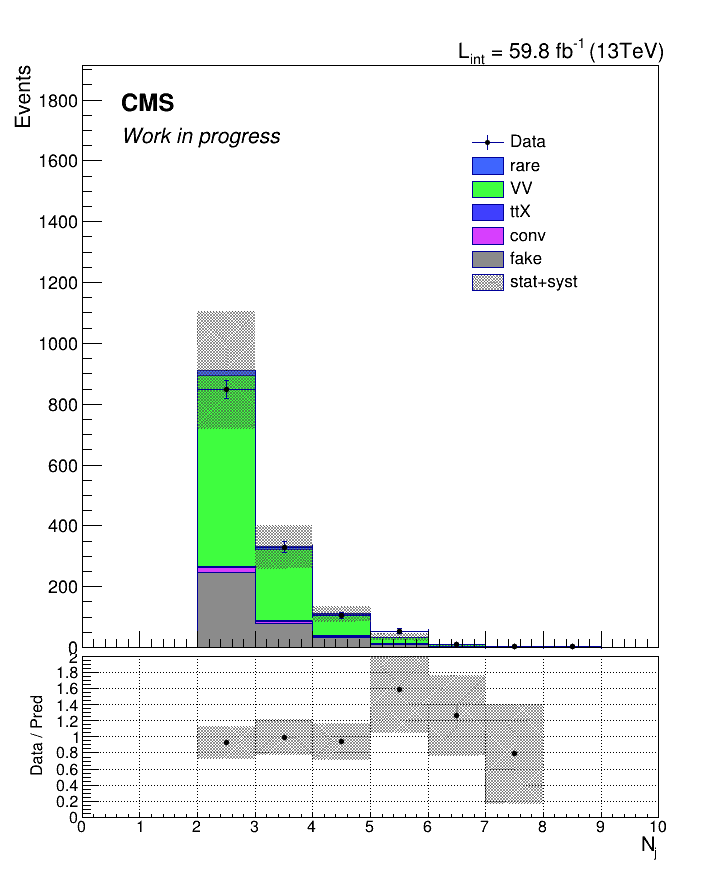 L_int = 59.8 fb^-1 (13TeV)
Events
CMS
Work in progress
Data
rare
VV
ttX
conv
fake
stat+syst
1800
1600
1400
1200
1000
800
600
400
200
0
Data / Pred
2
1.8
1.6
1.4
1.2
1
0.8
0.6
0.4
0.2
0
0 1 2 3 4 5 6 7 8 9 10
N_j